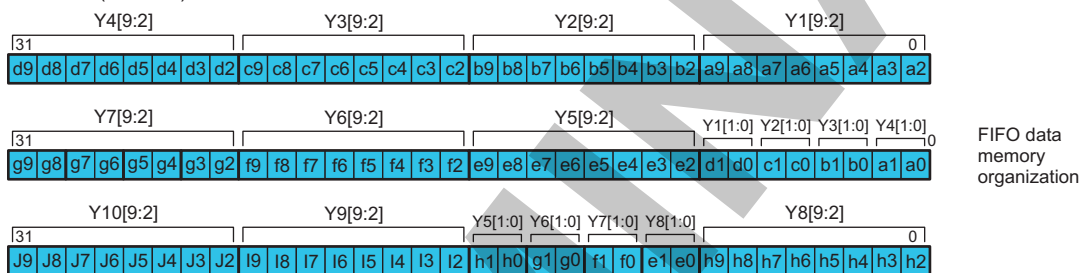 Y4[9:2] Y3[9:2] Y2[9:2] Y1[9:2]
31 0
d9 d8 d7 d6 d5 d4 d3 d2 c9 c8 c7 c6 c5 c4 c3 c2 b9 b8 b7 b6 b5 b4 b3 b2 a9 a8 a7 a6 a5 a4 a3 a2
Y7[9:2] Y6[9:2] Y5[9:2] Y1[1:0] Y2[1:0] Y3[1:0] Y4[1:0]
31 0
g9 g8 g7 g6 g5 g4 g3 g2 f9 f8 f7 f6 f5 f4 f3 f2 e9 e8 e7 e6 e5 e4 e3 e2 d1 d0 c1 c0 b1 b0 a1 a0
FIFO data
memory
organization
Y10[9:2] Y9[9:2] Y5[1:0] Y6[1:0] Y7[1:0] Y8[1:0] Y8[9:2]
31 0
J9 J8 J7 J6 J5 J4 J3 J2 I9 I8 I7 I6 I5 I4 I3 I2 h1 h0 g1 g0 f1 f0 e1 e0 h9 h8 h7 h6 h5 h4 h3 h2